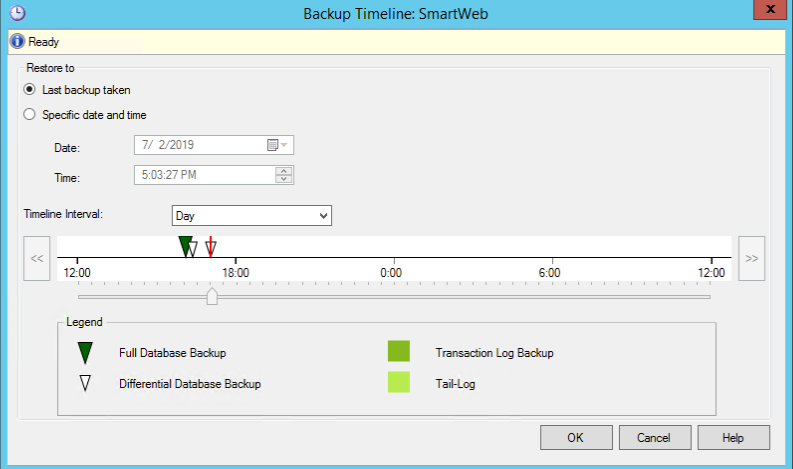 Backup Timeline: SmartWeb
x
Ready
Restore to
Last backup taken
Specific date and time
Date: 7/ 2/2019
Time: 5:03:27 PM
Timeline Interval: Day
<< >>
12:00 18:00 0:00 6:00 12:00
Legend
Full Database Backup Transaction Log Backup
Differential Database Backup Tail-Log
OK Cancel Help